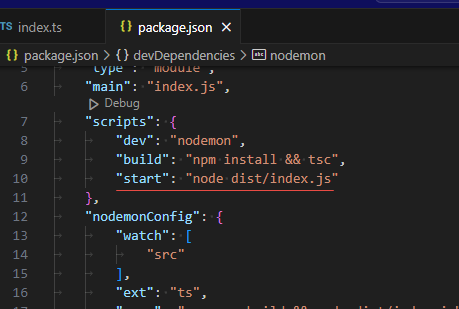 TS index.ts
{} package.json ×
{} package.json > {} devDependencies > abc nodemon
5 "type": "module",
6 "main": "index.js",
Debug
7 "scripts": {
8 "dev": "nodemon",
9 "build": "npm install && tsc",
10 "start": "node dist/index.js"
11 },
12 "nodemonConfig": {
13 "watch": [
14 "src"
15 ],
16 "ext": "ts",